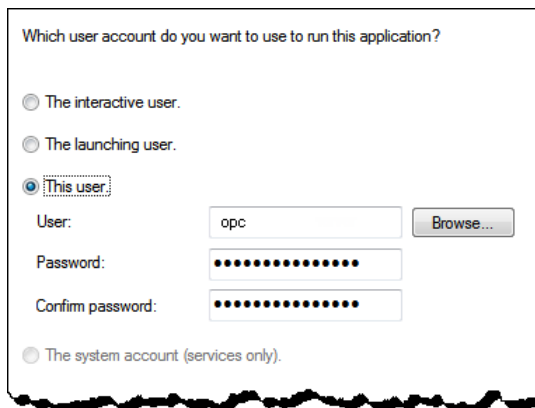 Which user account do you want to use to run this application?
The interactive user.
The launching user.
This user.
User: opc Browse...
Password: •••••••••••••••
Confirm password: •••••••••••••••
The system account (services only).